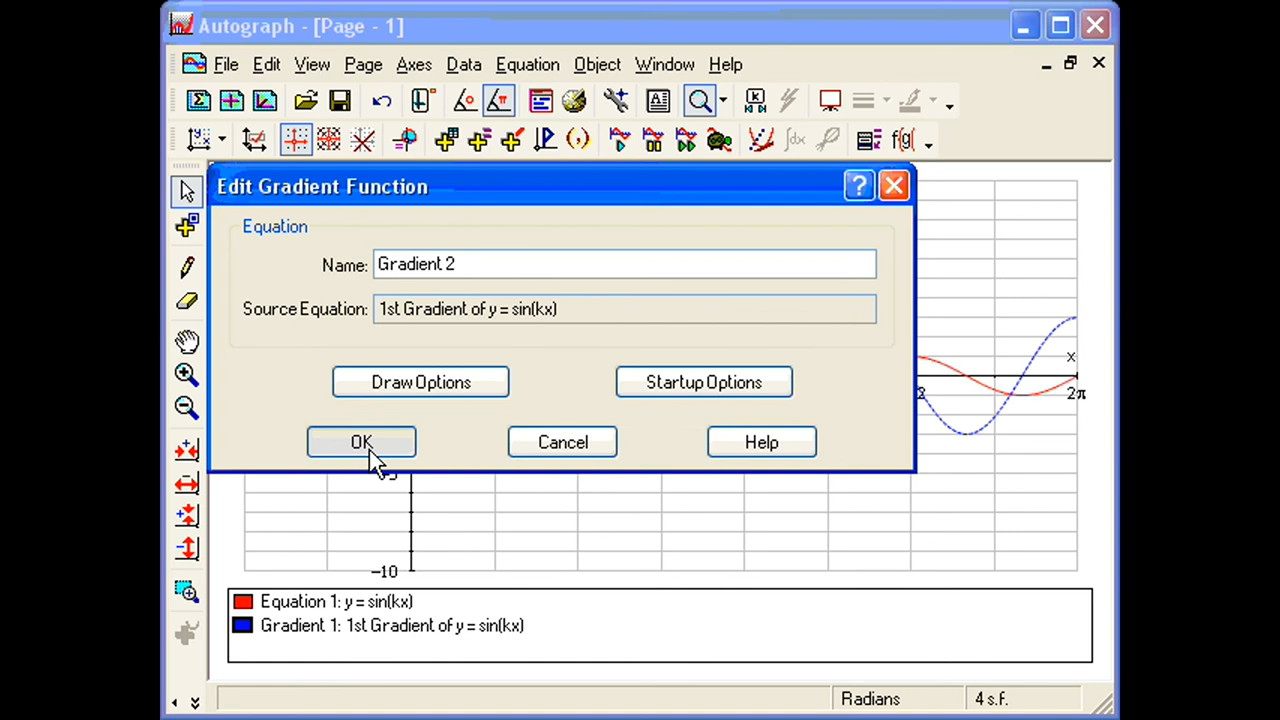 Autograph - [Page - 1]
File Edit View Page Axes Data Equation Object Window Help
Edit Gradient Function
Equation
Name: Gradient 2
Source Equation: 1st Gradient of y = sin(kx)
Draw Options Startup Options
OK Cancel Help
x
2π
-10
Equation 1: y = sin(kx)
Gradient 1: 1st Gradient of y = sin(kx)
Radians 4 s.f.